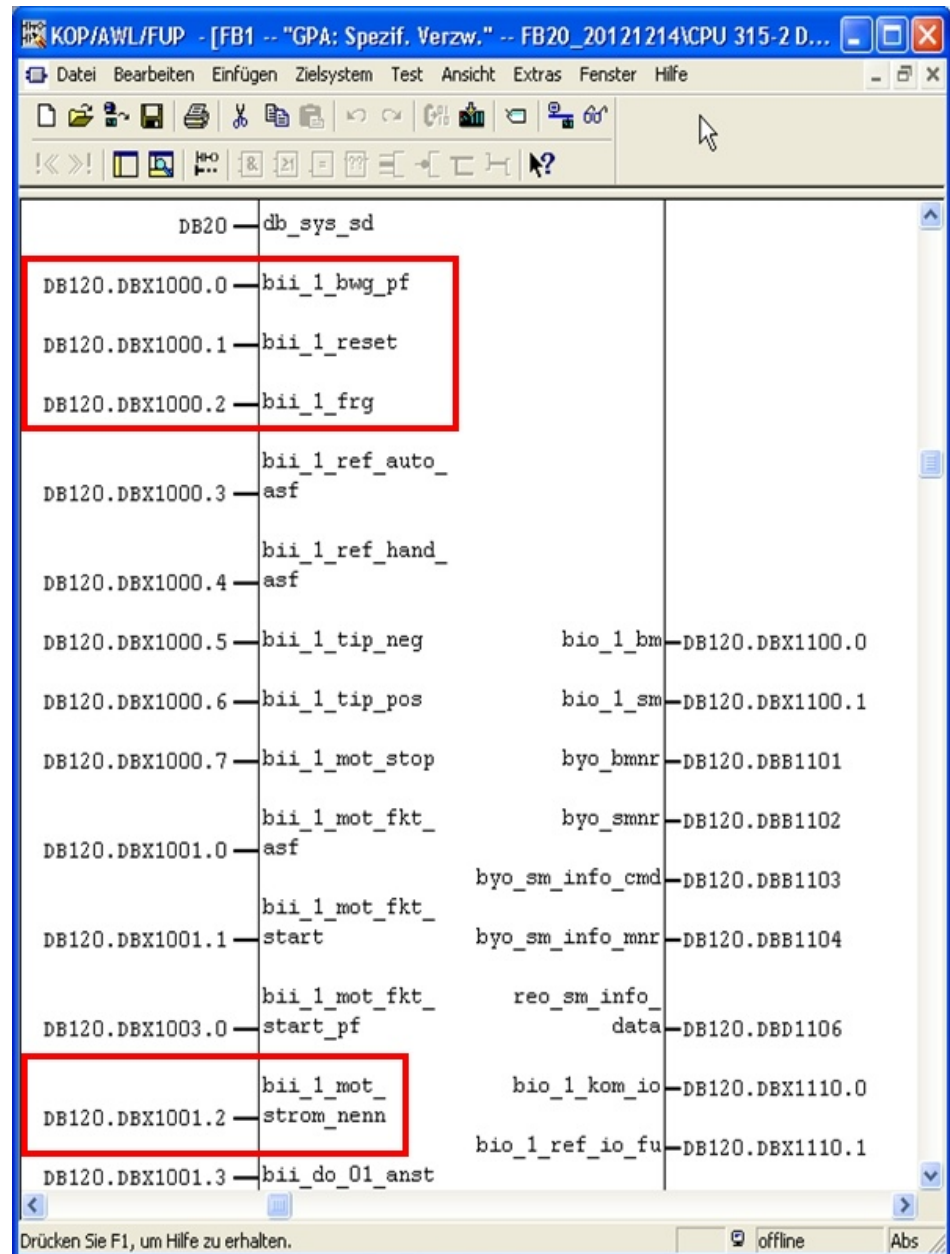 KOP/AWL/FUP - [FB1 -- "GPA: Spezif. Verzw." -- FB20_20121214\CPU 315-2 D...
Datei Bearbeiten Einfügen Zielsystem Test Ansicht Extras Fenster Hilfe
DB20 db_sys_sd
DB120.DBX1000.0 bii_1_bwg_pf
DB120.DBX1000.1 bii_1_reset
DB120.DBX1000.2 bii_1_frg
bii_1_ref_auto_
DB120.DBX1000.3 asf
bii_1_ref_hand_
DB120.DBX1000.4 asf
DB120.DBX1000.5 bii_1_tip_neg bio_1_bm DB120.DBX1100.0
DB120.DBX1000.6 bii_1_tip_pos bio_1_sm DB120.DBX1100.1
DB120.DBX1000.7 bii_1_mot_stop byo_bmnr DB120.DBB1101
bii_1_mot_fkt_ byo_smnr DB120.DBB1102
DB120.DBX1001.0 asf
byo_sm_info_cmd DB120.DBB1103
bii_1_mot_fkt_
DB120.DBX1001.1 start byo_sm_info_mnr DB120.DBB1104
bii_1_mot_fkt_ reo_sm_info_
DB120.DBX1003.0 start_pf data DB120.DBD1106
bii_1_mot_ bio_1_kom_io DB120.DBX1110.0
DB120.DBX1001.2 strom_nenn
bio_1_ref_io_fu DB120.DBX1110.1
DB120.DBX1001.3 bii_do_01_anst
Drücken Sie F1, um Hilfe zu erhalten. offline Abs